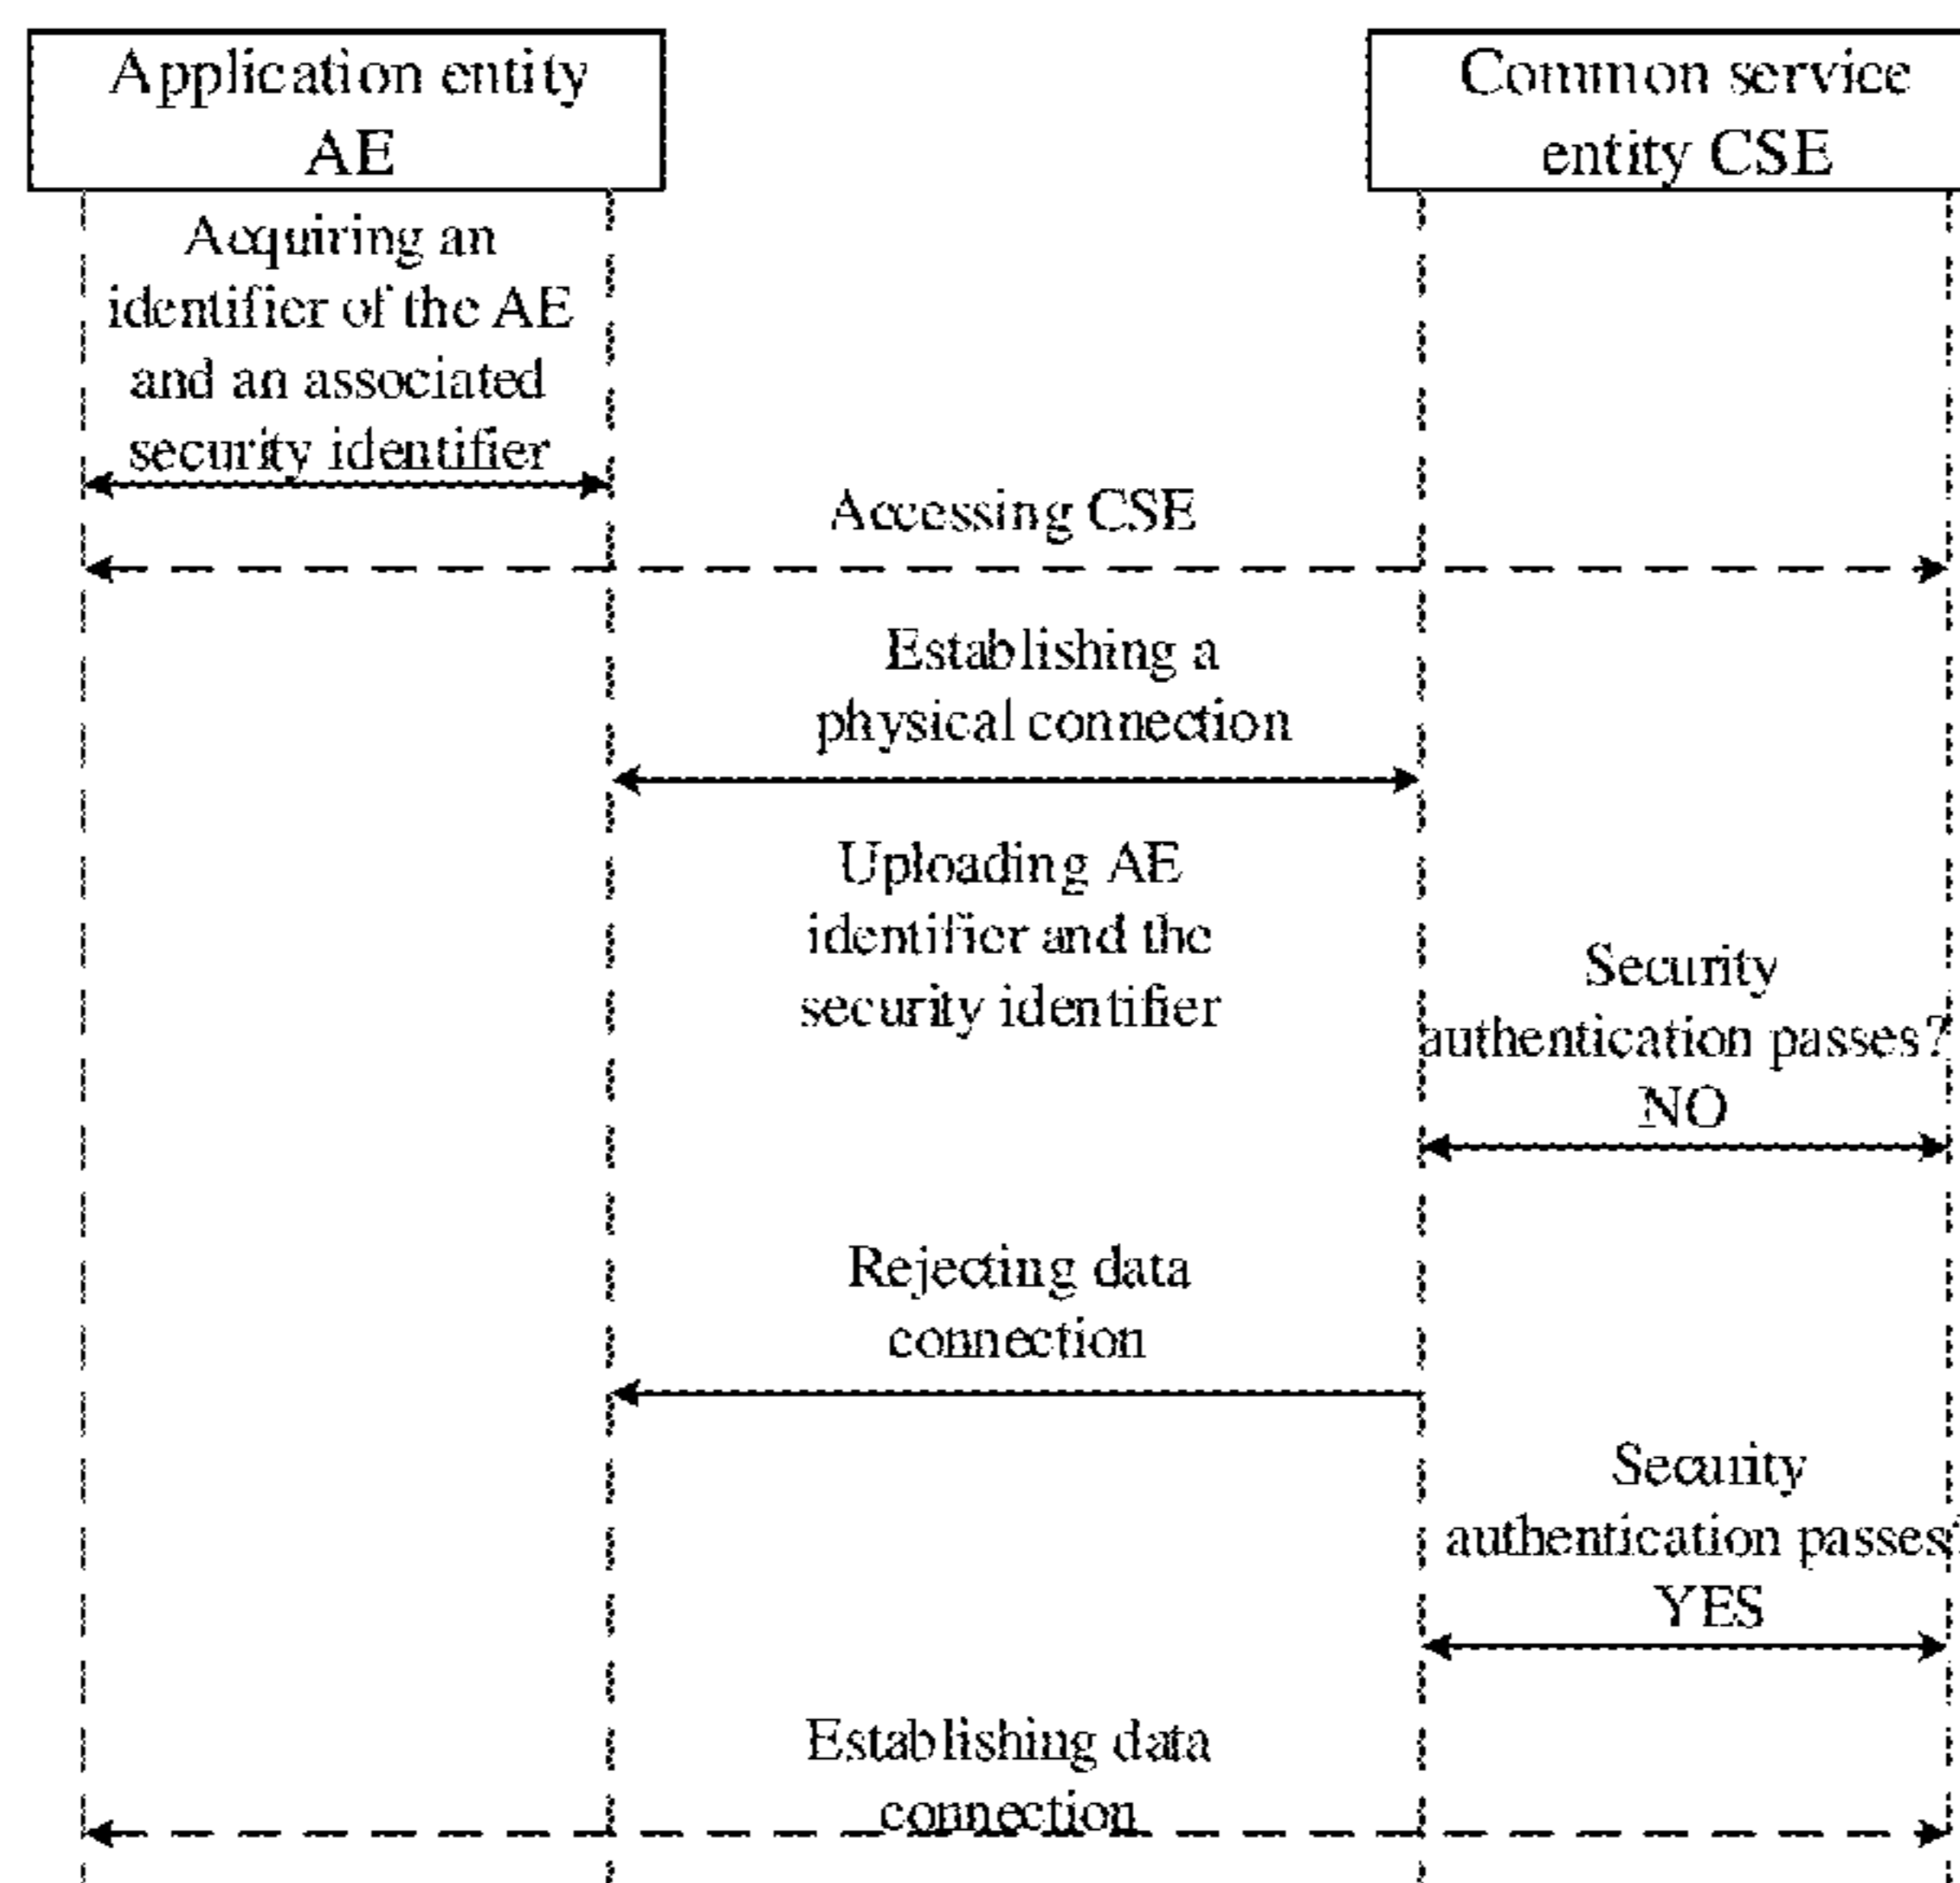 Application entity
AE
Common service
entity CSE
Acquiring an
identifier of the AE
and an associated
security identifier
Accessing CSE
Establishing a
physical connection
Uploading AE
identifier and the
security identifier
Security
authentication passes?
NO
Rejecting data
connection
Security
authentication passes?
YES
Establishing data
connection